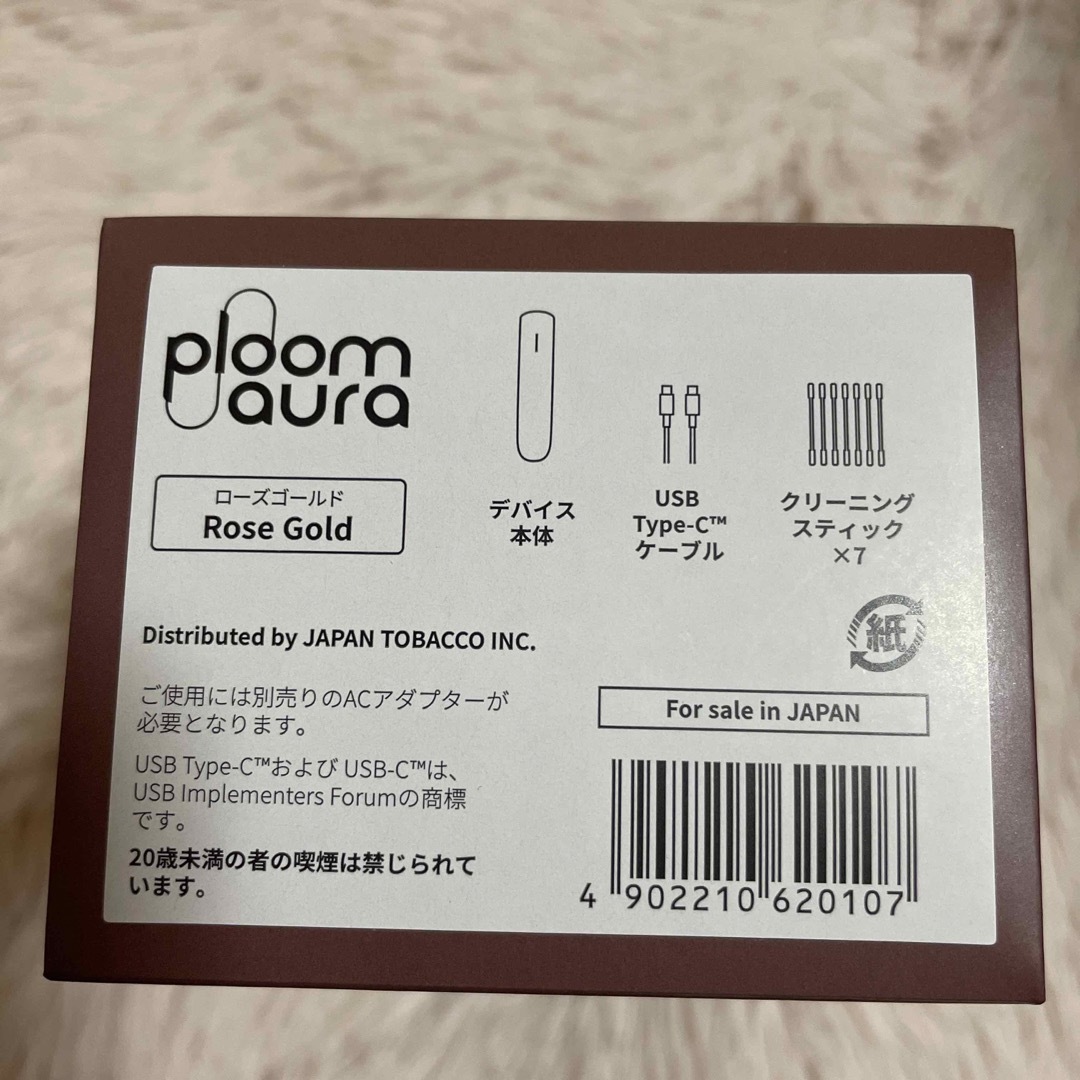 ploom
aura
ローズゴールド
Rose Gold
デバイス
本体
USB
Type-C™
ケーブル
クリーニング
スティック
×7
Distributed by JAPAN TOBACCO INC.
紙
ご使用には別売りのACアダプターが
必要となります。
For sale in JAPAN
USB Type-C™および USB-C™は、
USB Implementers Forumの商標
です。
20歳未満の者の喫煙は禁じられて
います。
4 902210 620107